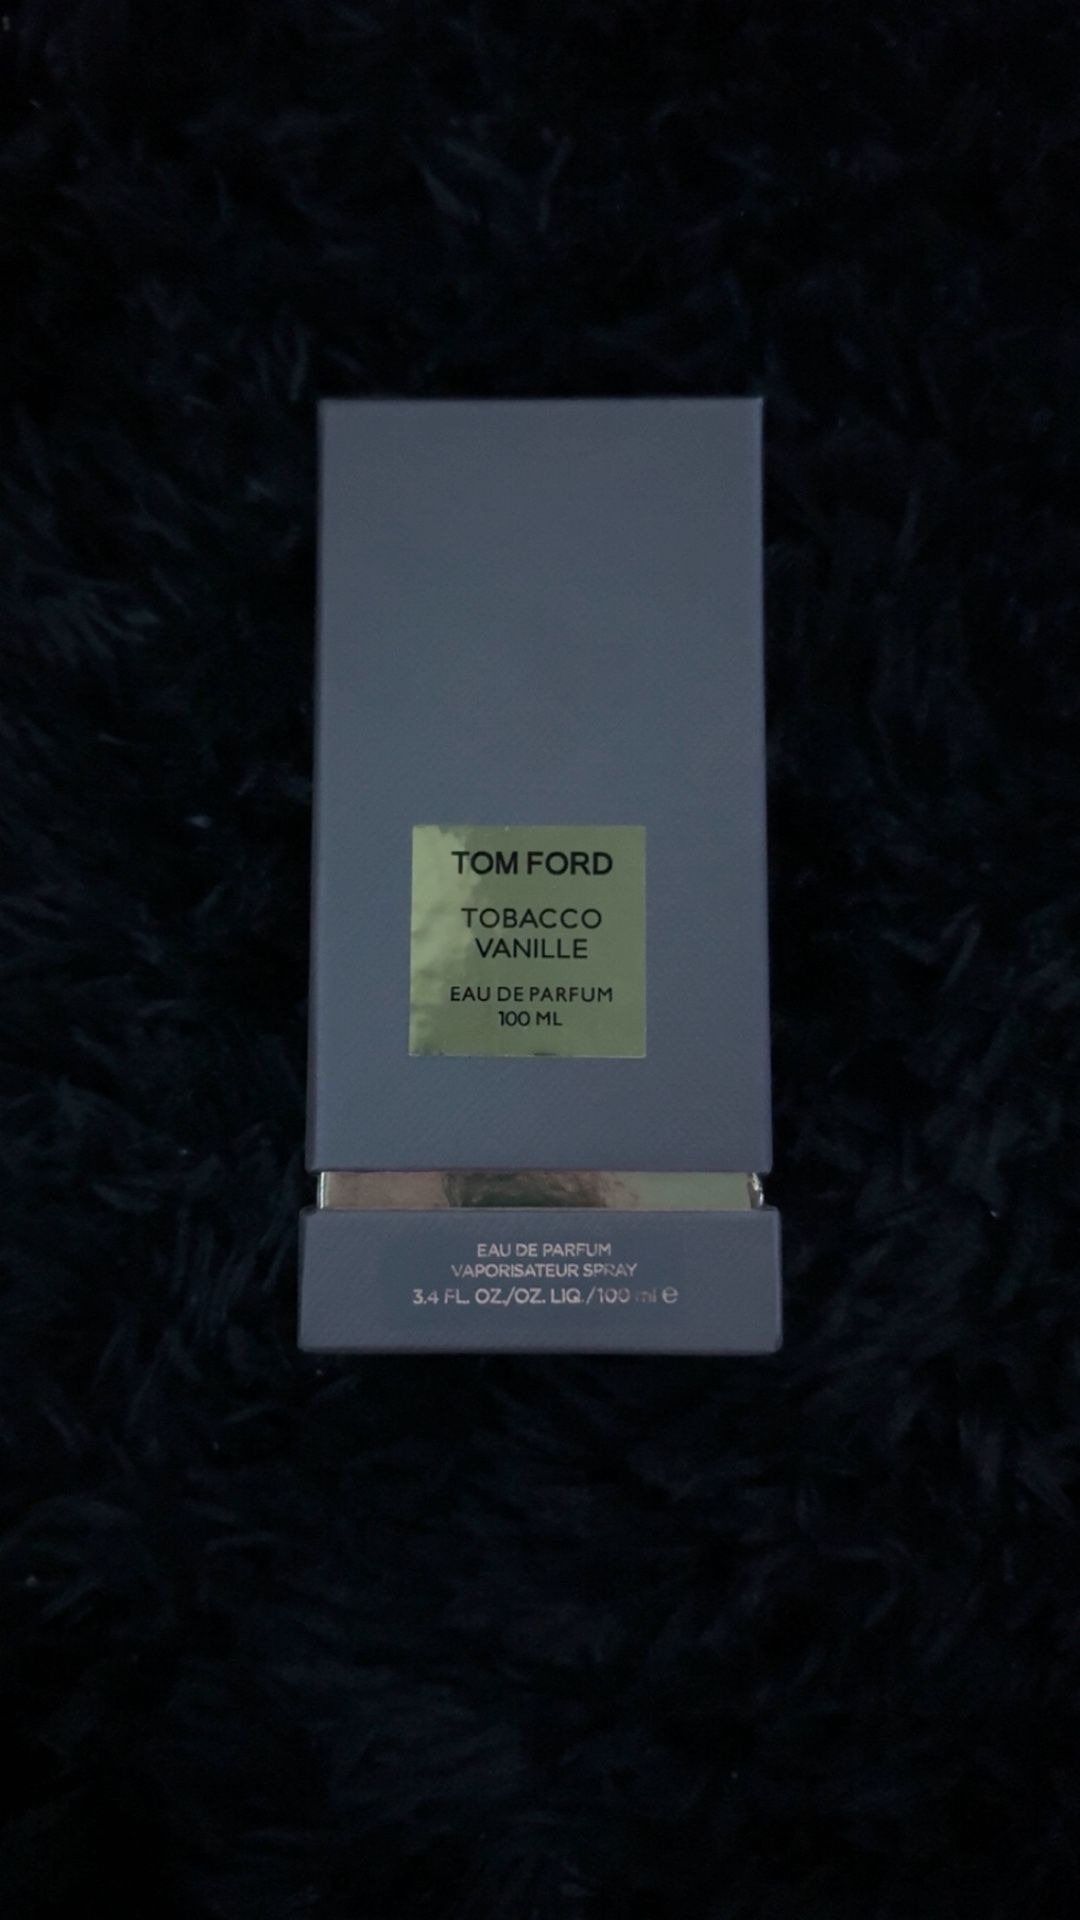 TOM FORD
TOBACCO
VANILLE
EAU DE PARFUM
100 ML
EAU DE PARFUM
VAPORISATEUR SPRAY
3.4 FL. OZ./OZ. LIQ./100 ml e